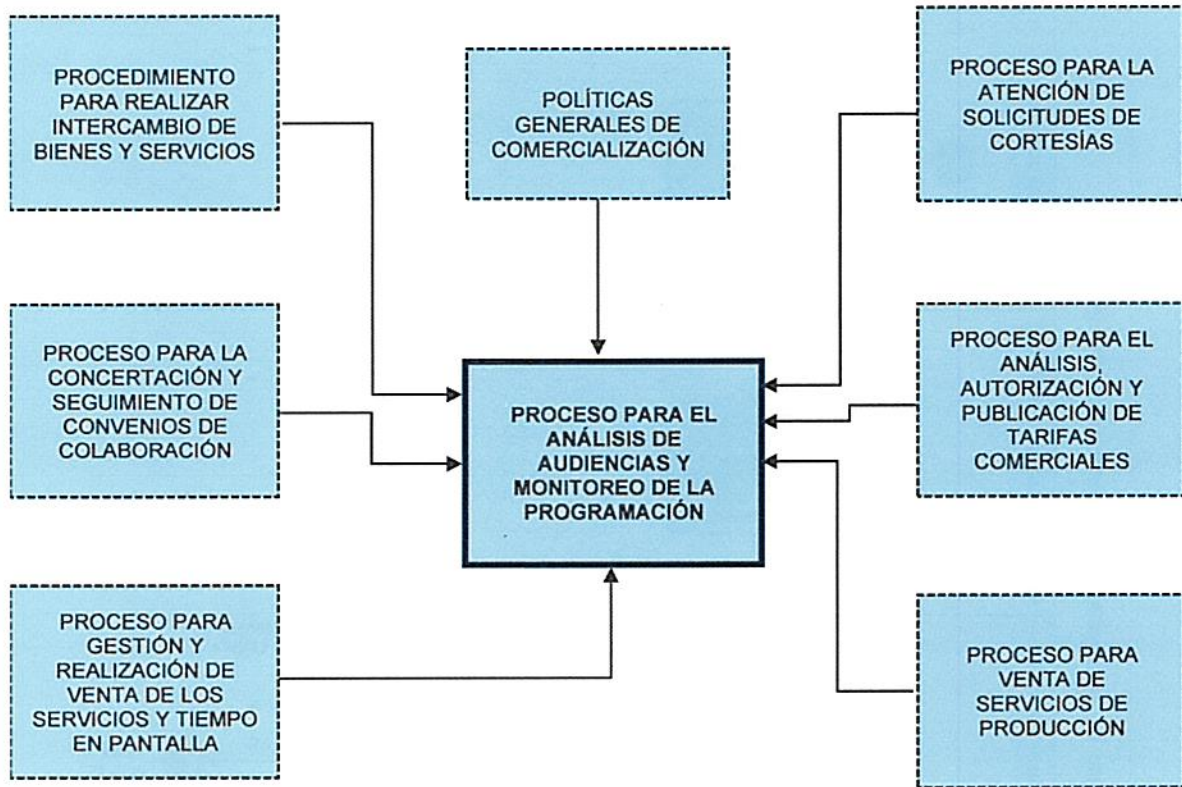 PROCEDIMIENTO
PARA REALIZAR
INTERCAMBIO DE
BIENES Y SERVICIOS
POLÍTICAS
GENERALES DE
COMERCIALIZACIÓN
PROCESO PARA LA
ATENCIÓN DE
SOLICITUDES DE
CORTESÍAS
PROCESO PARA LA
CONCERTACIÓN Y
SEGUIMIENTO DE
CONVENIOS DE
COLABORACIÓN
PROCESO PARA EL
ANÁLISIS DE
AUDIENCIAS Y
MONITOREO DE LA
PROGRAMACIÓN
PROCESO PARA EL
ANÁLISIS,
AUTORIZACIÓN Y
PUBLICACIÓN DE
TARIFAS
COMERCIALES
PROCESO PARA
GESTIÓN Y
REALIZACIÓN DE
VENTA DE LOS
SERVICIOS Y TIEMPO
EN PANTALLA
PROCESO PARA
VENTA DE
SERVICIOS DE
PRODUCCIÓN